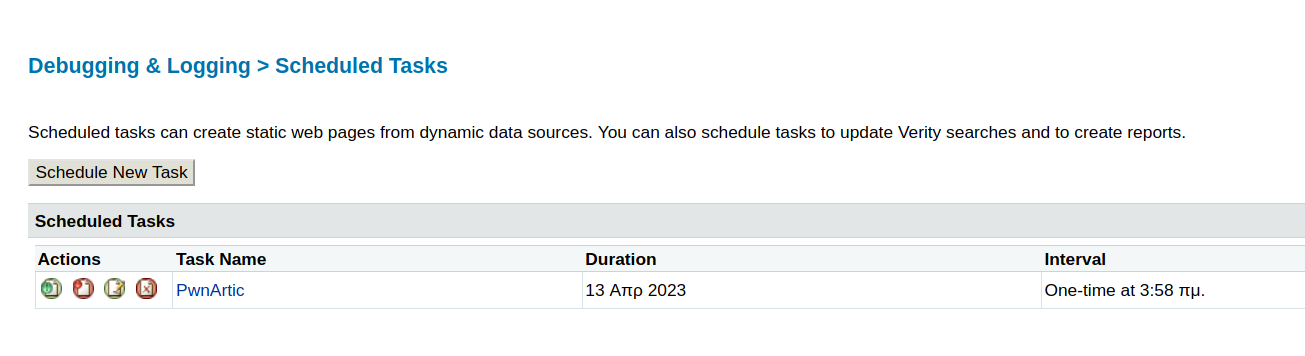 Debugging & Logging > Scheduled Tasks
Scheduled tasks can create static web pages from dynamic data sources. You can also schedule tasks to update Verity searches and to create reports.
Schedule New Task
Scheduled Tasks
Actions Task Name Duration Interval
PwnArtic 13 Απρ 2023 One-time at 3:58 πμ.